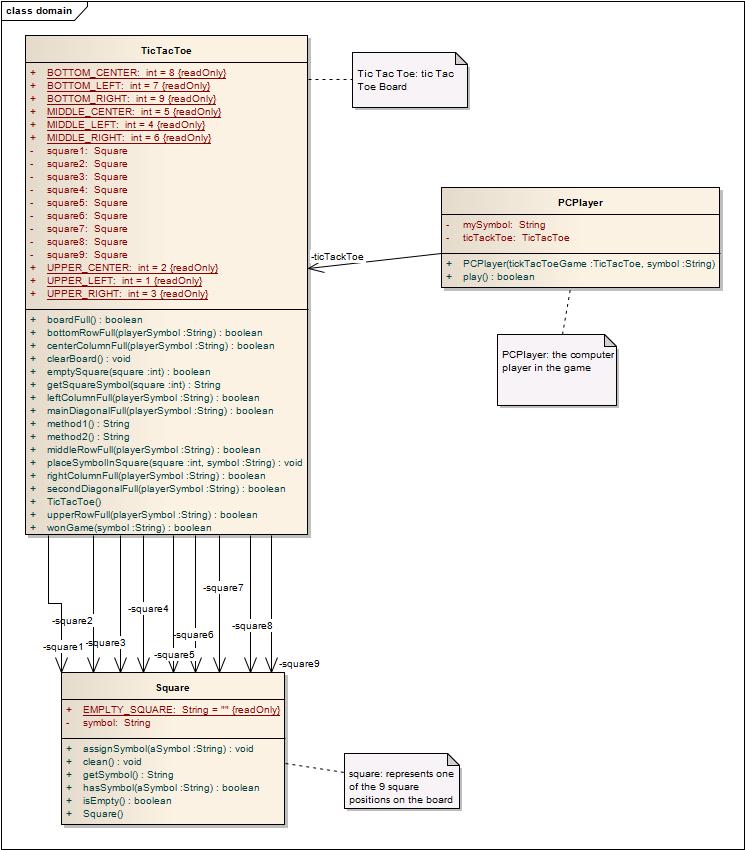 class domain
TicTacToe
+ BOTTOM_CENTER: int = 8 {readOnly}
+ BOTTOM_LEFT: int = 7 {readOnly}
+ BOTTOM_RIGHT: int = 9 {readOnly}
+ MIDDLE_CENTER: int = 5 {readOnly}
+ MIDDLE_LEFT: int = 4 {readOnly}
+ MIDDLE_RIGHT: int = 6 {readOnly}
- square1: Square
- square2: Square
- square3: Square
- square4: Square
- square5: Square
- square6: Square
- square7: Square
- square8: Square
- square9: Square
+ UPPER_CENTER: int = 2 {readOnly}
+ UPPER_LEFT: int = 1 {readOnly}
+ UPPER_RIGHT: int = 3 {readOnly}
+ boardFull() : boolean
+ bottomRowFull(playerSymbol :String) : boolean
+ centerColumnFull(playerSymbol :String) : boolean
+ clearBoard() : void
+ emptySquare(square :int) : boolean
+ getSquareSymbol(square :int) : String
+ leftColumnFull(playerSymbol :String) : boolean
+ mainDiagonalFull(playerSymbol :String) : boolean
+ method1() : String
+ method2() : String
+ middleRowFull(playerSymbol :String) : boolean
+ placeSymbolInSquare(square :int, symbol :String) : void
+ rightColumnFull(playerSymbol :String) : boolean
+ secondDiagonalFull(playerSymbol :String) : boolean
+ TicTacToe()
+ upperRowFull(playerSymbol :String) : boolean
+ wonGame(symbol :String) : boolean
Tic Tac Toe: tic Tac
Toe Board
PCPlayer
- mySymbol: String
- ticTackToe: TicTacToe
+ PCPlayer(tickTacToeGame :TicTacToe, symbol :String)
+ play() : boolean
-ticTackToe
PCPlayer: the computer
player in the game
-square7
-square4
-square2
-square8
-square6
-square3
-square1
-square5
-square9
Square
+ EMPLTY_SQUARE: String = "" {readOnly}
- symbol: String
+ assignSymbol(aSymbol :String) : void
+ clean() : void
+ getSymbol() : String
+ hasSymbol(aSymbol :String) : boolean
+ isEmpty() : boolean
+ Square()
square: represents one
of the 9 square
positions on the board